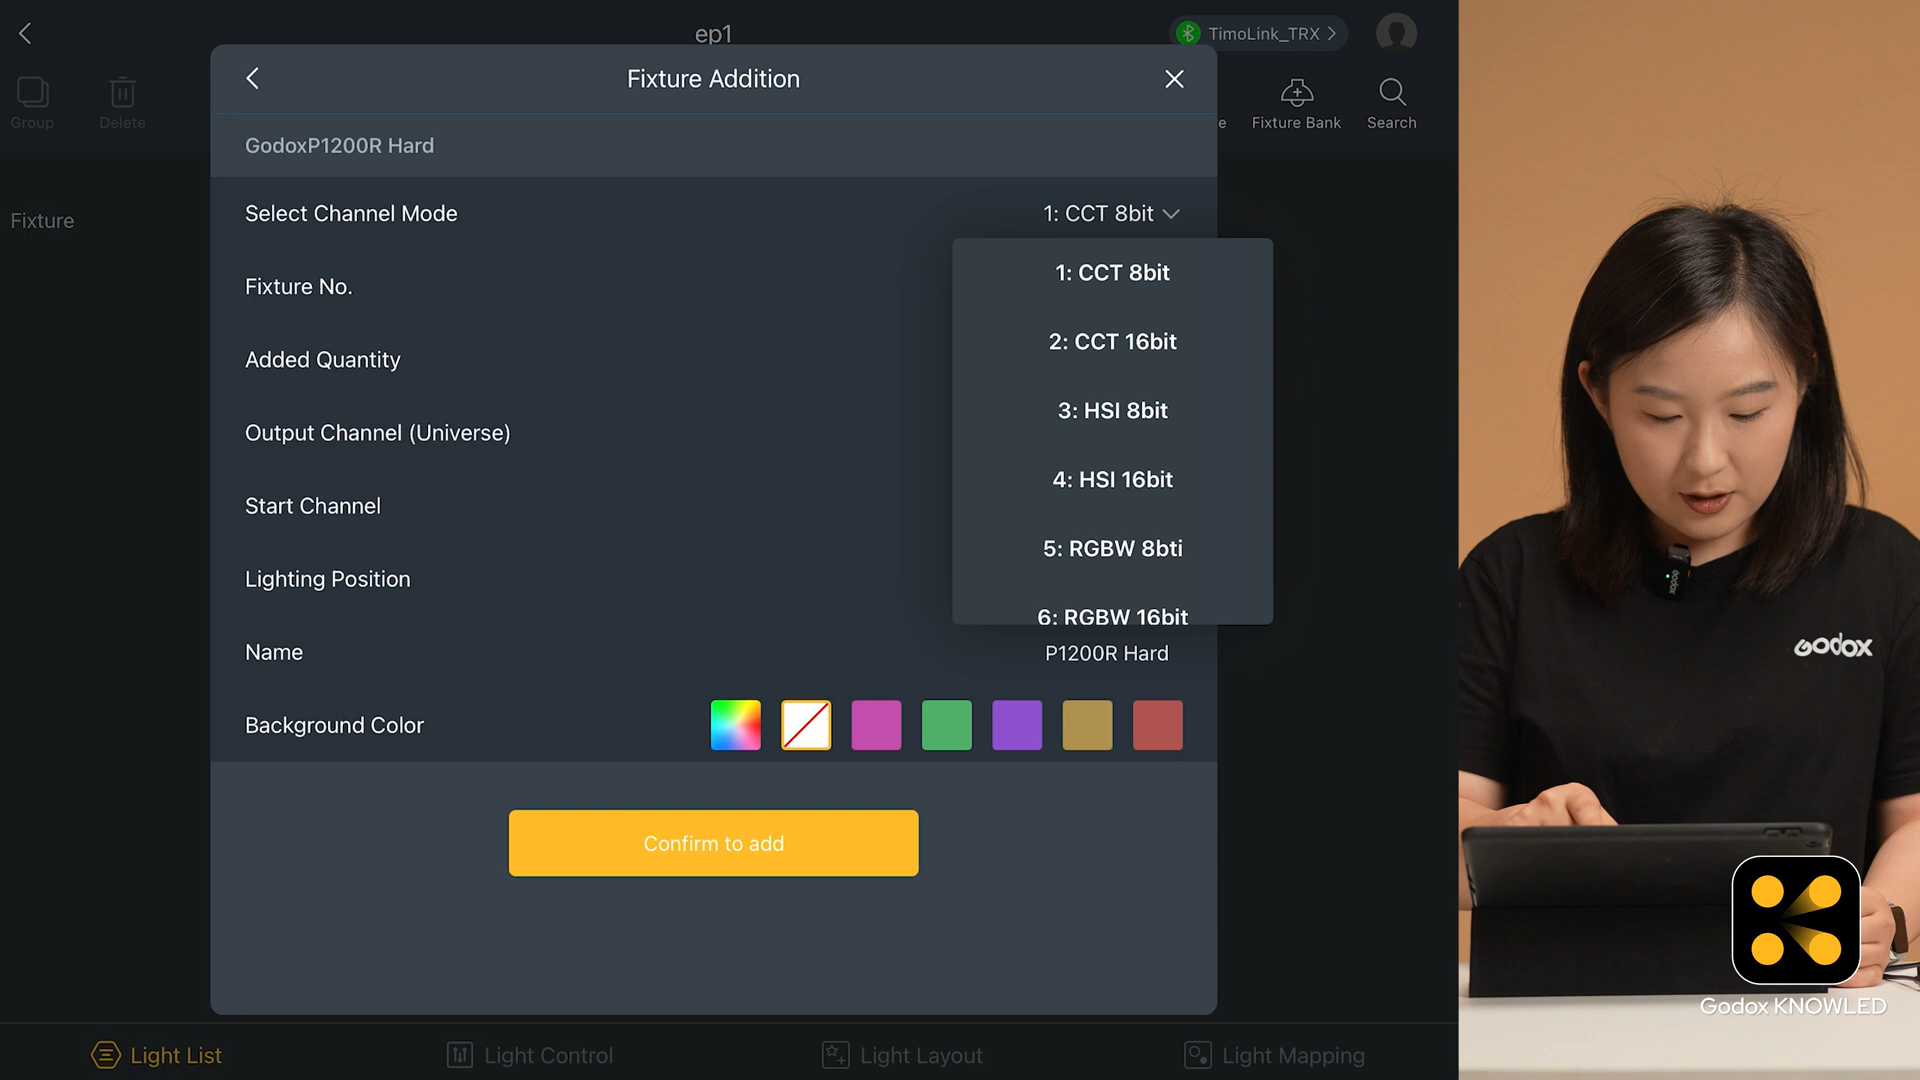 ep1
TimoLink_TRX
Group
Delete
Fixture Addition
e
Fixture Bank
Search
GodoxP1200R Hard
Select Channel Mode
1: CCT 8bit
Fixture
1: CCT 8bit
Fixture No.
2: CCT 16bit
Added Quantity
3: HSI 8bit
Output Channel (Universe)
4: HSI 16bit
Start Channel
5: RGBW 8bti
Lighting Position
6: RGBW 16bit
Name
P1200R Hard
Background Color
Confirm to add
Light List
Light Control
Light Layout
Light Mapping
Godox
Godox
Godox KNOWLED